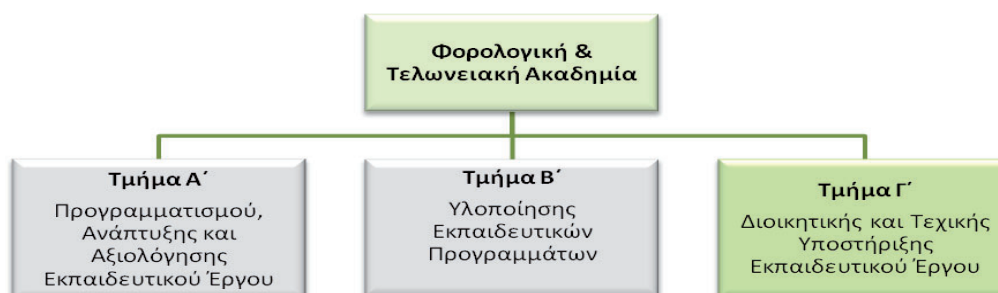 Φορολογική &
Τελωνειακή Ακαδημία
Τμήμα Α΄
Προγραμματισμού,
Ανάπτυξης και
Αξιολόγησης
Εκπαιδευτικού Έργου
Τμήμα Β΄
Υλοποίησης
Εκπαιδευτικών
Προγραμμάτων
Τμήμα Γ΄
Διοικητικής και Τεχικής
Υποστήριξης
Εκπαιδευτικού Έργου